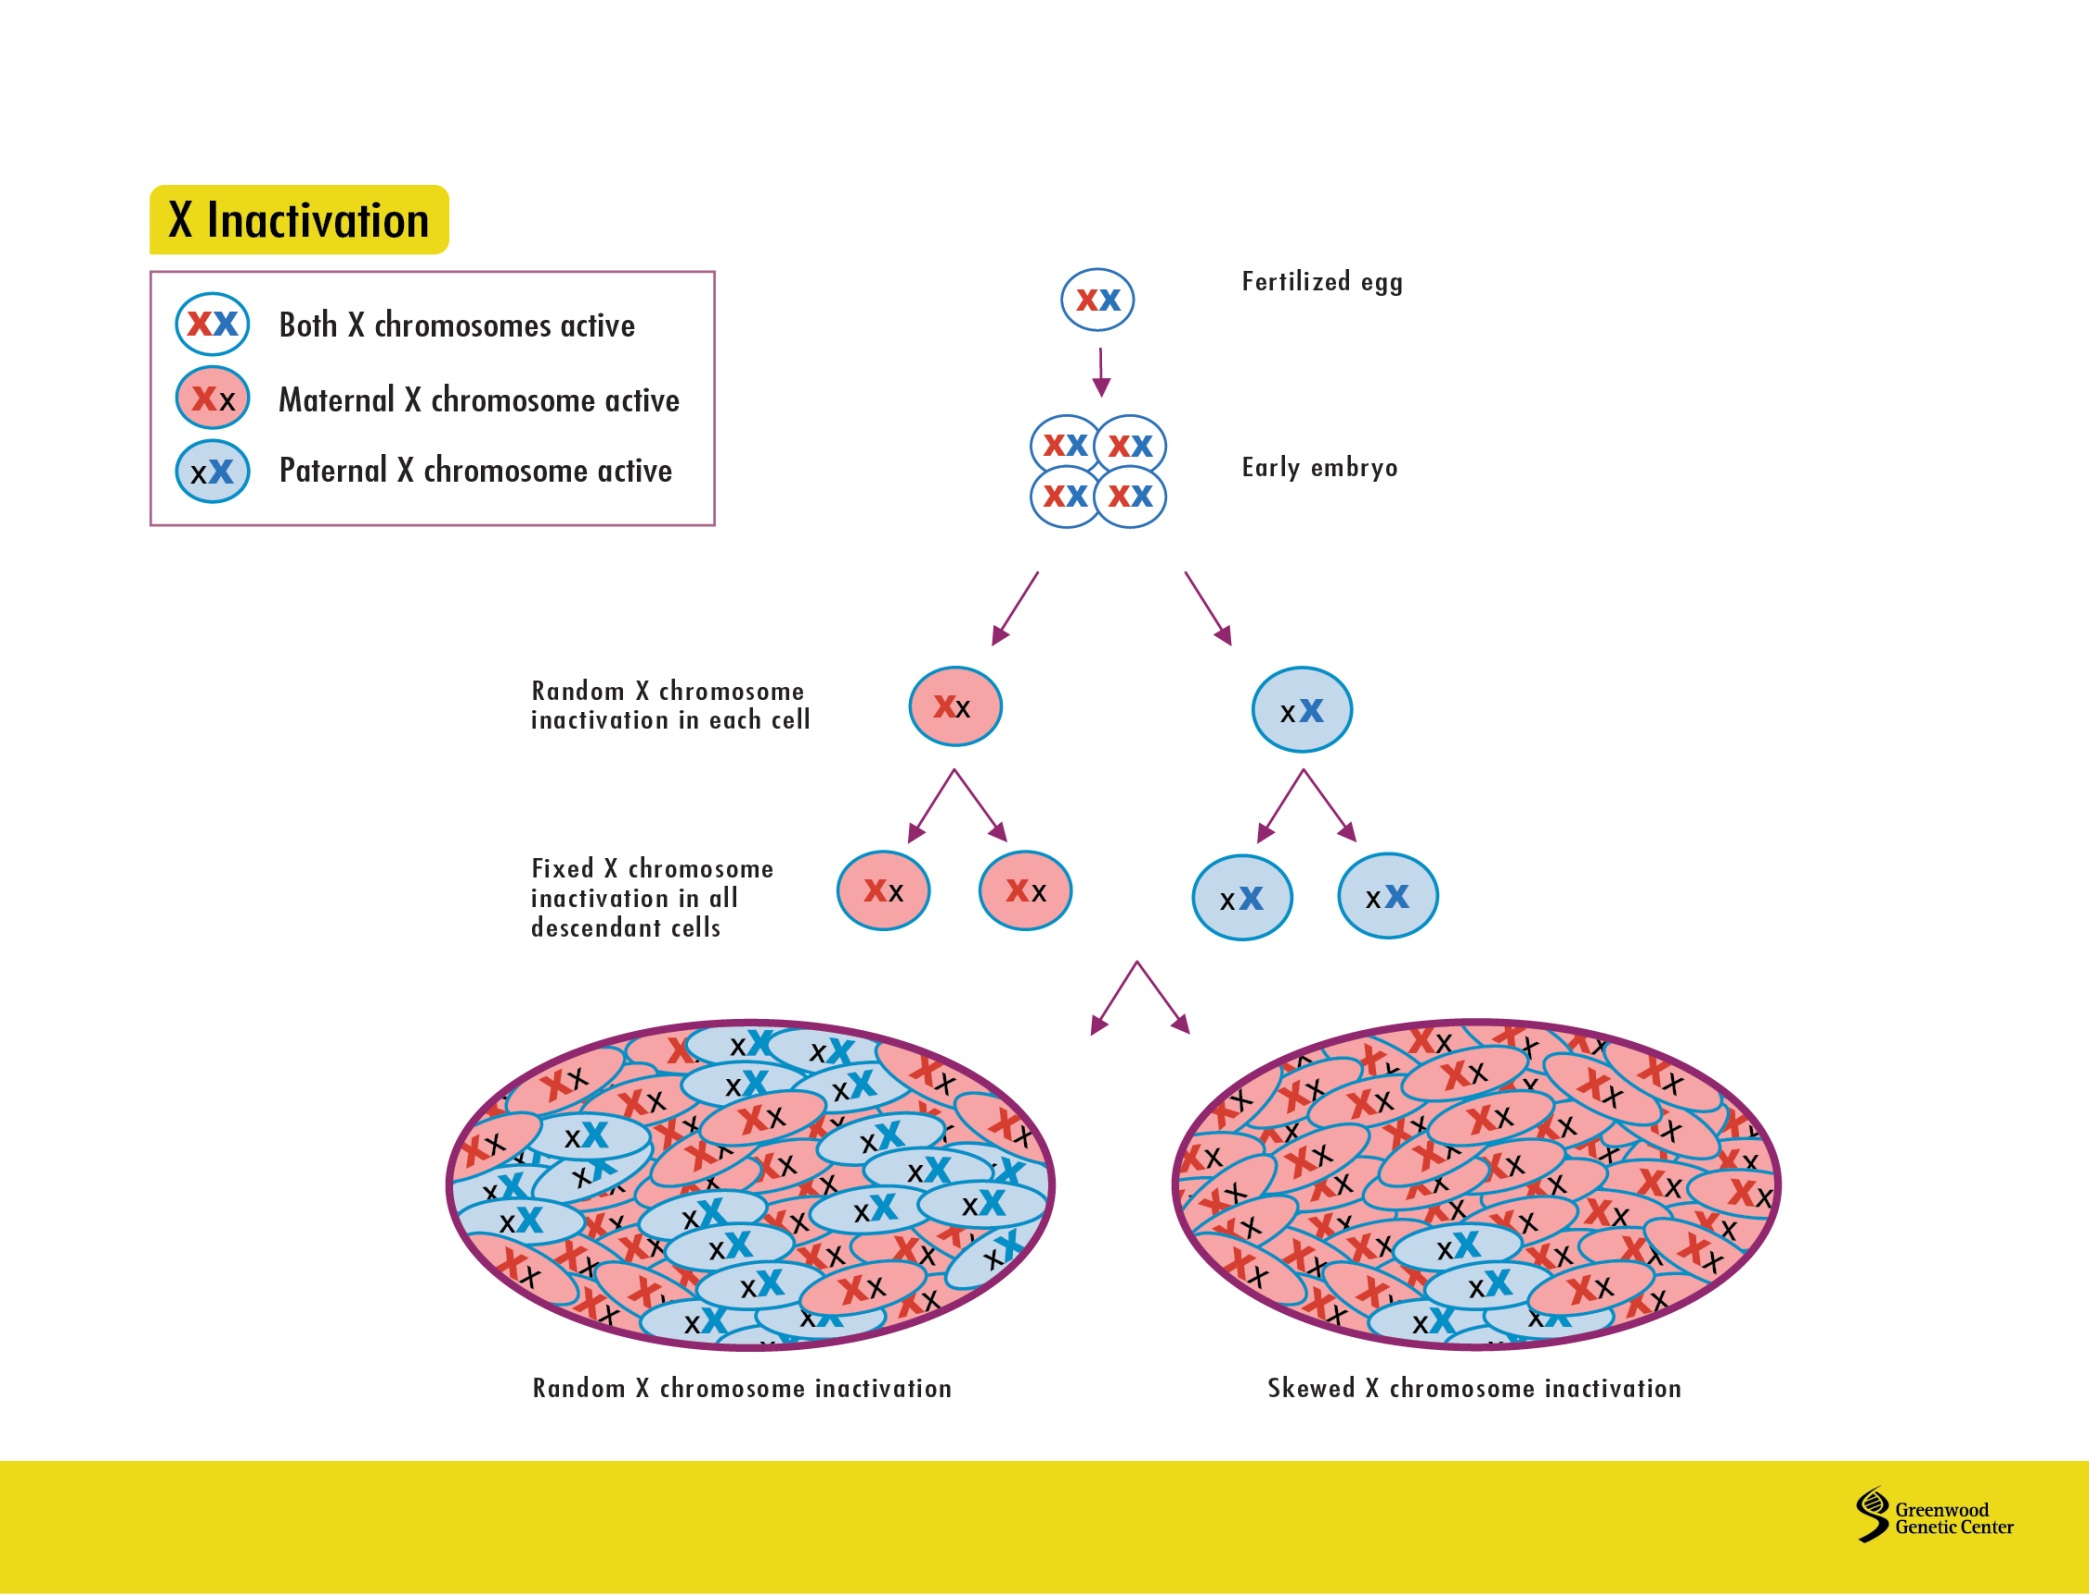 X Inactivation
XX Both X chromosomes active
Xx Maternal X chromosome active
xX Paternal X chromosome active
XX
Fertilized egg
XX XX
XX XX
Early embryo
Random X chromosome
inactivation in each cell
Xx
xX
Fixed X chromosome
inactivation in all
descendant cells
Xx Xx xX xX
Random X chromosome inactivation
Skewed X chromosome inactivation
Greenwood
Genetic Center